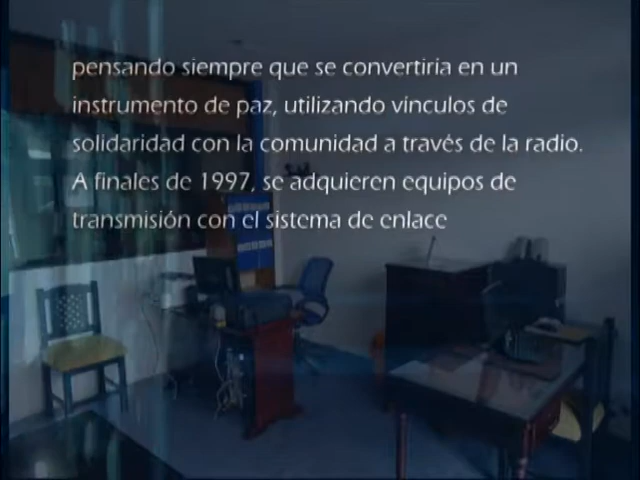 pensando siempre que se convertiría en un
instrumento de paz, utilizando vínculos de
solidaridad con la comunidad a través de la radio.
A finales de 1997, se adquieren equipos de
transmisión con el sistema de enlace